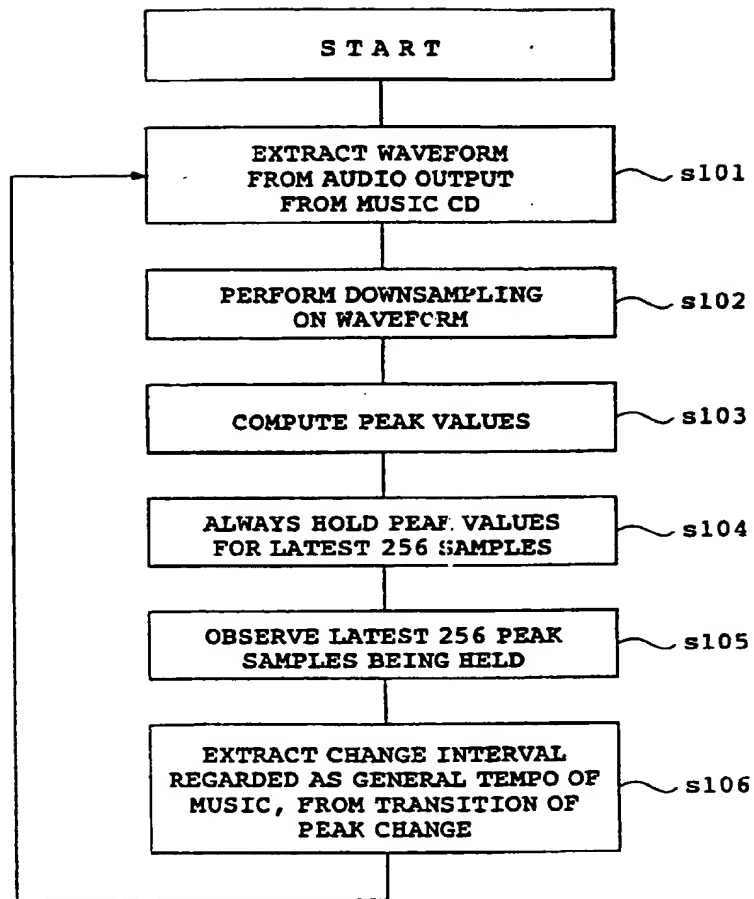 START
EXTRACT WAVEFORM
FROM AUDIO OUTPUT
FROM MUSIC CD
s101
PERFORM DOWNSAMPLING
ON WAVEFORM
s102
COMPUTE PEAK VALUES
s103
ALWAYS HOLD PEAK VALUES
FOR LATEST 256 SAMPLES
s104
OBSERVE LATEST 256 PEAK
SAMPLES BEING HELD
s105
EXTRACT CHANGE INTERVAL
REGARDED AS GENERAL TEMPO OF
MUSIC, FROM TRANSITION OF
PEAK CHANGE
s106